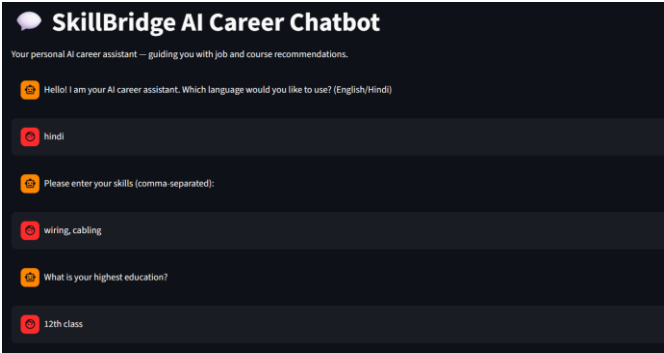 SkillBridge AI Career Chatbot
Your personal AI career assistant — guiding you with job and course recommendations.
Hello! I am your AI career assistant. Which language would you like to use? (English/Hindi)
hindi
Please enter your skills (comma-separated):
wiring, cabling
What is your highest education?
12th class